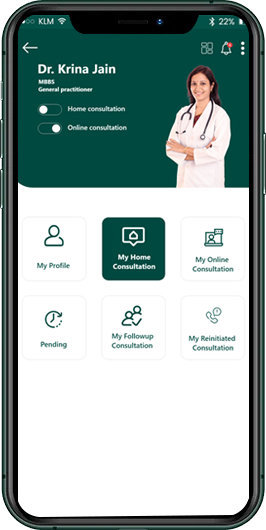 KLM
22%
Dr. Krina Jain
MBBS
General practitioner
Home consultation
Online consultation
My Profile
My Home
Consultation
My Online
Consultation
Pending
My Followup
Consultation
My Reinitiated
Consultation